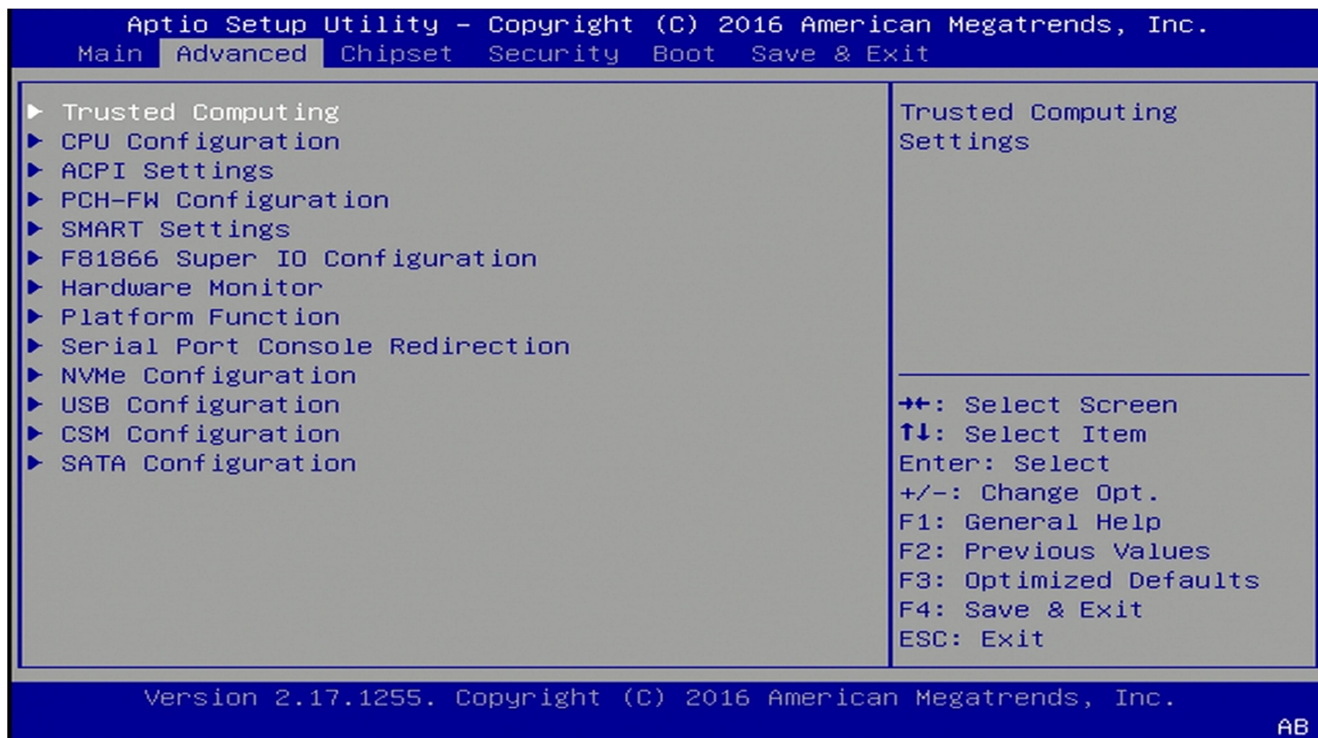 Aptio Setup Utility – Copyright (C) 2016 American Megatrends, Inc.
Main Advanced Chipset Security Boot Save & Exit
▶ Trusted Computing
▶ CPU Configuration
▶ ACPI Settings
▶ PCH-FW Configuration
▶ SMART Settings
▶ F81866 Super IO Configuration
▶ Hardware Monitor
▶ Platform Function
▶ Serial Port Console Redirection
▶ NVMe Configuration
▶ USB Configuration
▶ CSM Configuration
▶ SATA Configuration
Trusted Computing
Settings
→←: Select Screen
↑↓: Select Item
Enter: Select
+/-: Change Opt.
F1: General Help
F2: Previous Values
F3: Optimized Defaults
F4: Save & Exit
ESC: Exit
Version 2.17.1255. Copyright (C) 2016 American Megatrends, Inc.
AB